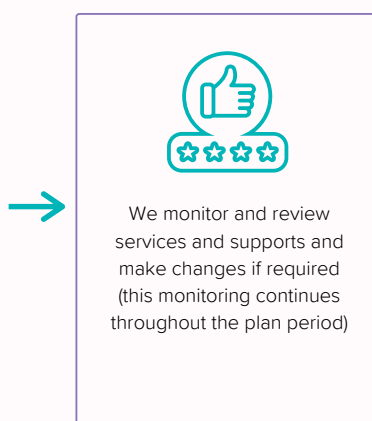 We monitor and review
services and supports and
make changes if required
(this monitoring continues
throughout the plan period)